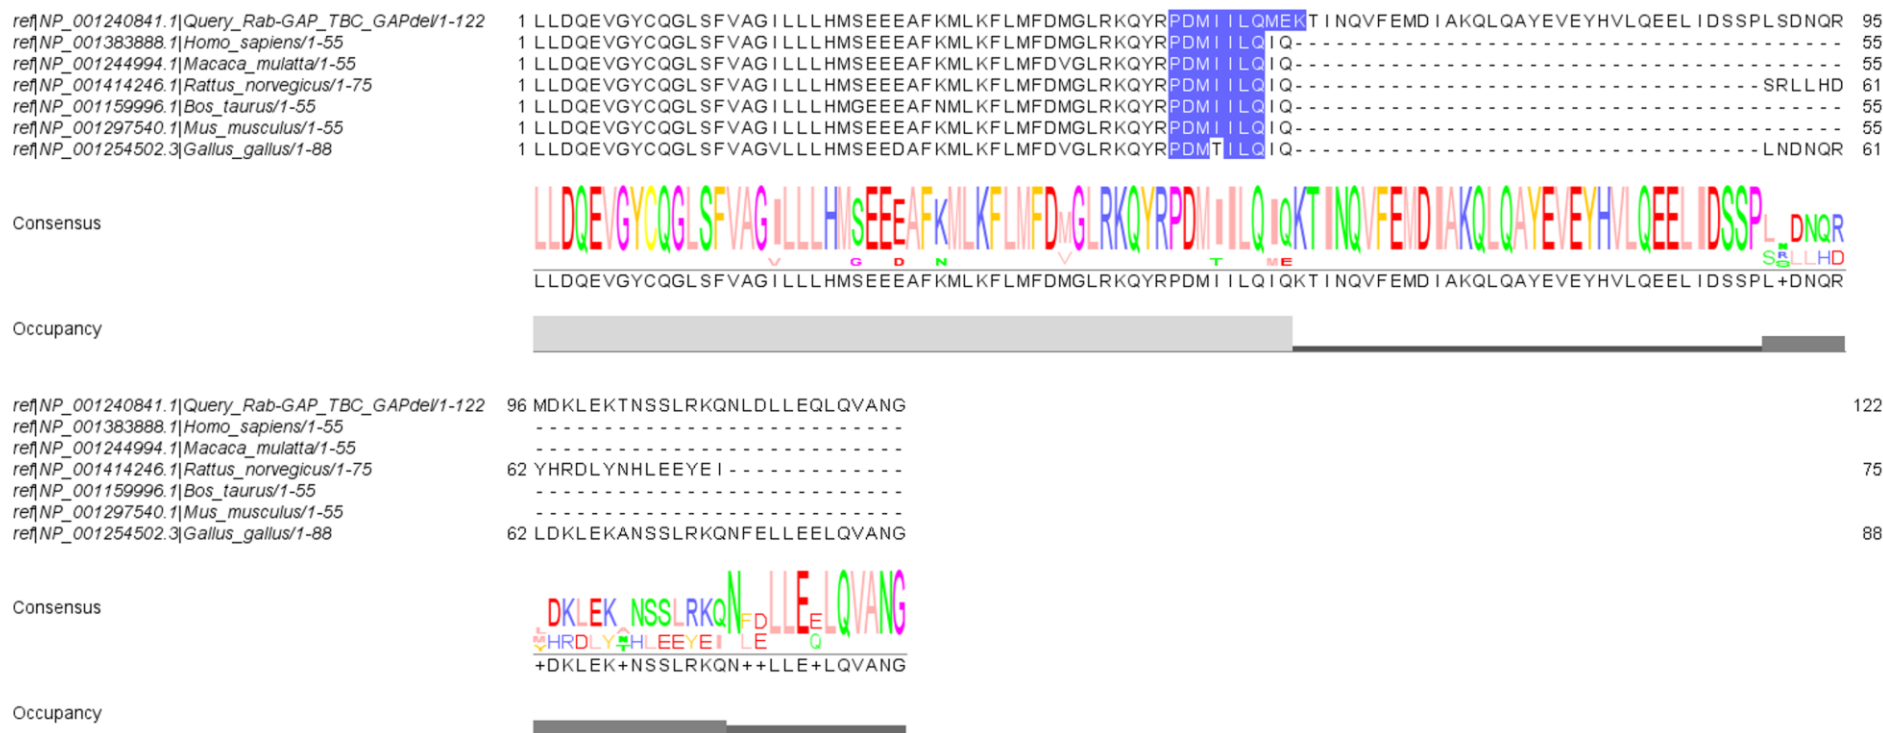 ref|NP_001240841.1|Query_Rab-GAP_TBC_GAPdel/1-122 1 LLDQEVGYCQGLSFVAGILLLHMSEEEAFKMLKFLMFDMGLRKQYRPDMIILQMEKTINQVFEMDIAKQLQAYEVEYHVLQEELIDSSPLSDNQR 95
ref|NP_001383888.1|Homo_sapiens/1-55 1 LLDQEVGYCQGLSFVAGILLLHMSEEEAFKMLKFLMFDMGLRKQYRPDMIILQIQ---------------------------------------- 55
ref|NP_001244994.1|Macaca_mulatta/1-55 1 LLDQEVGYCQGLSFVAGILLLHMSEEEAFKMLKFLMFDVGLRKQYRPDMIILQIQ---------------------------------------- 55
ref|NP_001414246.1|Rattus_norvegicus/1-75 1 LLDQEVGYCQGLSFVAGILLLHMSEEEAFKMLKFLMFDMGLRKQYRPDMIILQIQ----------------------------------SRLLHD 61
ref|NP_001159996.1|Bos_taurus/1-55 1 LLDQEVGYCQGLSFVAGILLLHMGEEEAFNMLKFLMFDMGLRKQYRPDMIILQIQ---------------------------------------- 55
ref|NP_001297540.1|Mus_musculus/1-55 1 LLDQEVGYCQGLSFVAGILLLHMSEEEAFKMLKFLMFDMGLRKQYRPDMIILQIQ---------------------------------------- 55
ref|NP_001254502.3|Gallus_gallus/1-88 1 LLDQEVGYCQGLSFVAGVLLLHMSEEDAFKMLKFLMFDVGLRKQYRPDMTILQIQ----------------------------------LNDNQR 61
Consensus
LLDQEVGYCQGLSFVAGILLLHMSEEEAFKMLKFLMFDMGLRKQYRPDMIILQIQKTINQVFEMDIAKQLQAYEVEYHVLQEELIDSSPL+DNQR
Occupancy
ref|NP_001240841.1|Query_Rab-GAP_TBC_GAPdel/1-122 96 MDKLEKTNSSLRKQNLDLLEQLQVANG 122
ref|NP_001383888.1|Homo_sapiens/1-55 --------------------------- 55
ref|NP_001244994.1|Macaca_mulatta/1-55 --------------------------- 55
ref|NP_001414246.1|Rattus_norvegicus/1-75 62 YHRDLYNHLEEYEI------------- 75
ref|NP_001159996.1|Bos_taurus/1-55 --------------------------- 55
ref|NP_001297540.1|Mus_musculus/1-55 --------------------------- 55
ref|NP_001254502.3|Gallus_gallus/1-88 62 LDKLEKANSSLRKQNFELLEELQVANG 88
Consensus
+DKLEK+NSSLRKQN++LLE+LQVANG
Occupancy